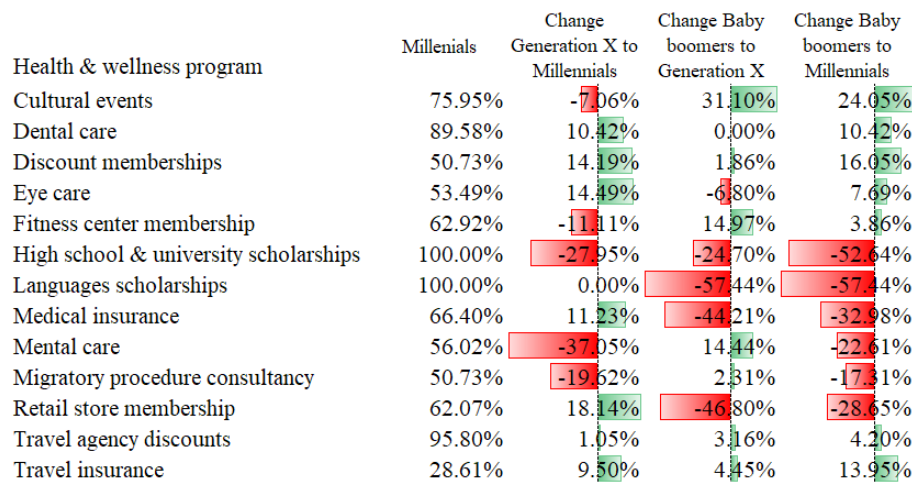 Health & wellness program Millenials Change Generation X to Millennials Change Baby boomers to Generation X Change Baby boomers to Millennials
Cultural events 75.95% -7.06% 31.10% 24.05%
Dental care 89.58% 10.42% 0.00% 10.42%
Discount memberships 50.73% 14.19% 1.86% 16.05%
Eye care 53.49% 14.49% -6.80% 7.69%
Fitness center membership 62.92% -11.11% 14.97% 3.86%
High school & university scholarships 100.00% -27.95% -24.70% -52.64%
Languages scholarships 100.00% 0.00% -57.44% -57.44%
Medical insurance 66.40% 11.23% -44.21% -32.98%
Mental care 56.02% -37.05% 14.44% -22.61%
Migratory procedure consultancy 50.73% -19.62% 2.31% -17.31%
Retail store membership 62.07% 18.14% -46.80% -28.65%
Travel agency discounts 95.80% 1.05% 3.16% 4.20%
Travel insurance 28.61% 9.50% 4.45% 13.95%